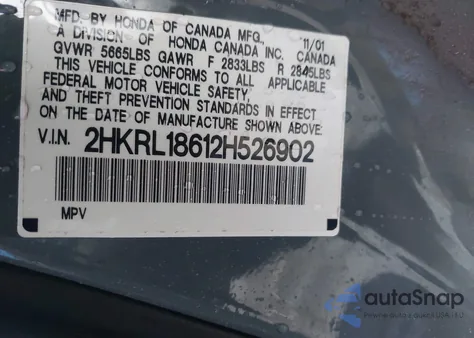 MFD. BY HONDA OF CANADA MFG. 11/01
A DIVISION OF HONDA CANADA INC. CANADA
GVWR 5665LBS GAWR F 2833LBS R 2845LBS
THIS VEHICLE CONFORMS TO ALL APPLICABLE
FEDERAL MOTOR VEHICLE SAFETY,
AND THEFT PREVENTION STANDARDS IN EFFECT
ON THE DATE OF MANUFACTURE SHOWN ABOVE:
V.I.N. 2HKRL18612H526902
MPV
autaSnap